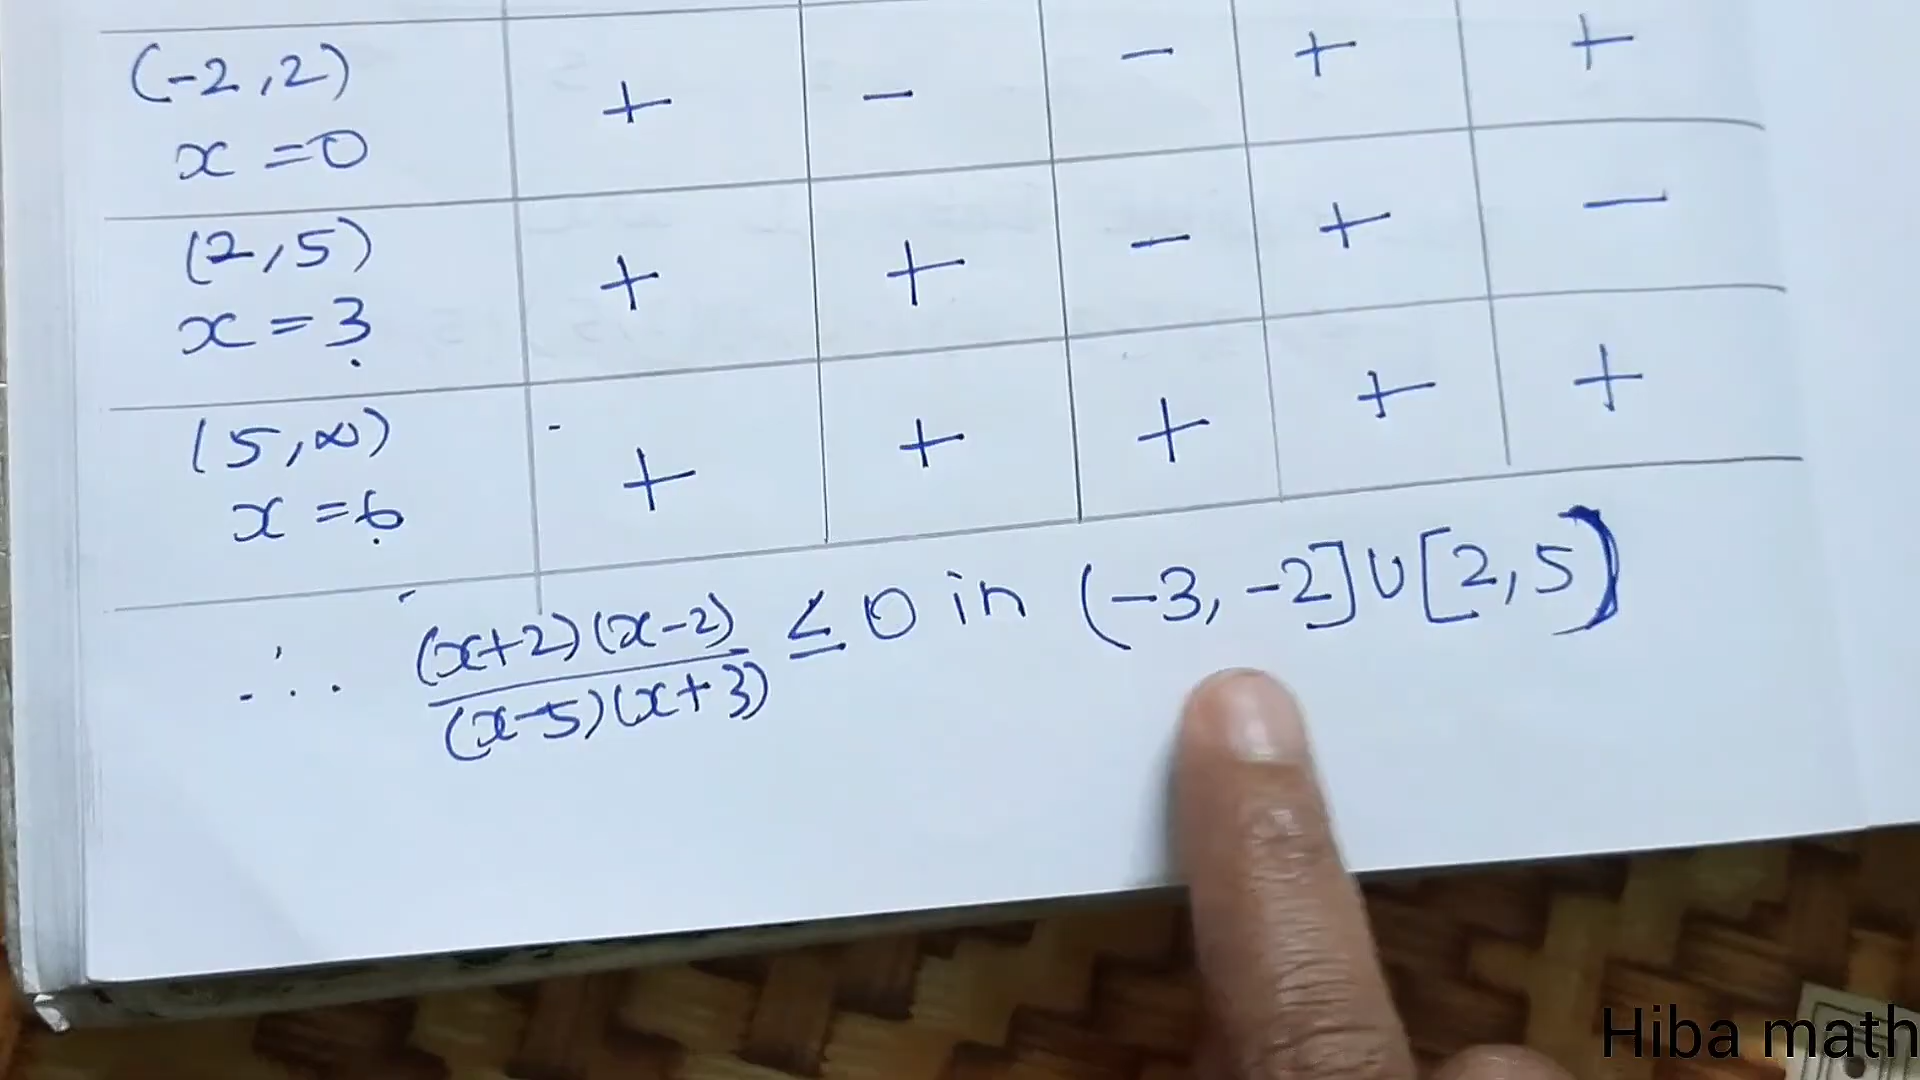 (-2,2) + - - + +
x=0
(2,5) + + - + -
x=3
(5,∞) + + + + +
x=6
∴ (x+2)(x-2) ≤ 0 in (-3,-2]∪[2,5)
(x-5)(x+3)
Hiba math